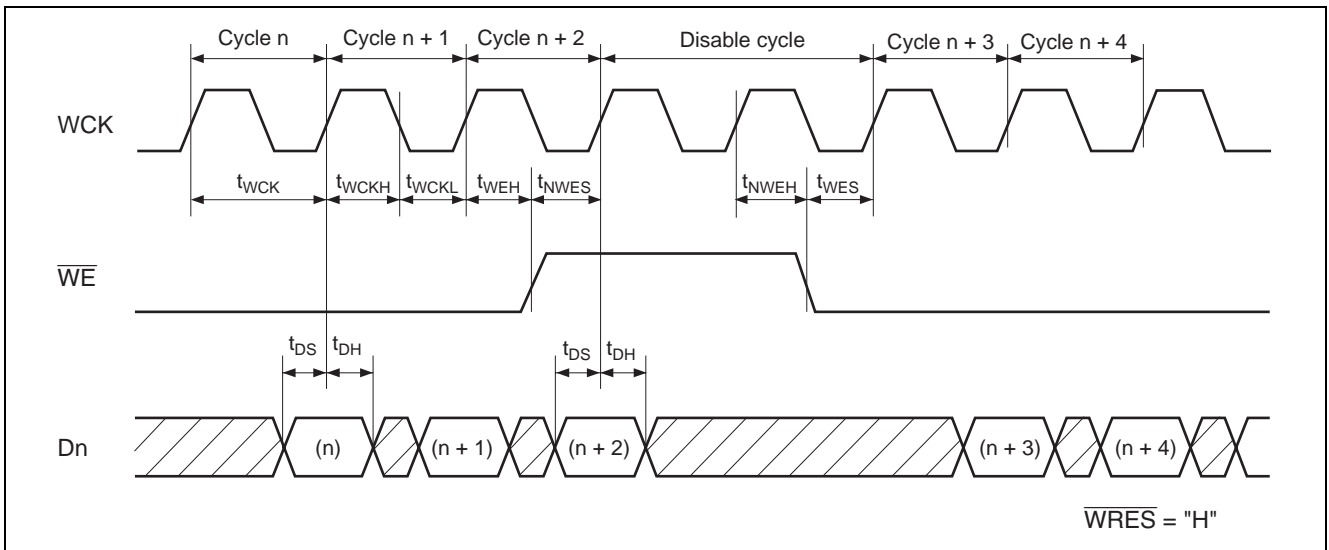 Cycle n Cycle n + 1 Cycle n + 2 Disable cycle Cycle n + 3 Cycle n + 4
WCK
tWCK tWCKH tWCKL tWEH tNWES tNWEH tWES
WE
tDS tDH tDS tDH
Dn (n) (n + 1) (n + 2) (n + 3) (n + 4)
WRES = "H"